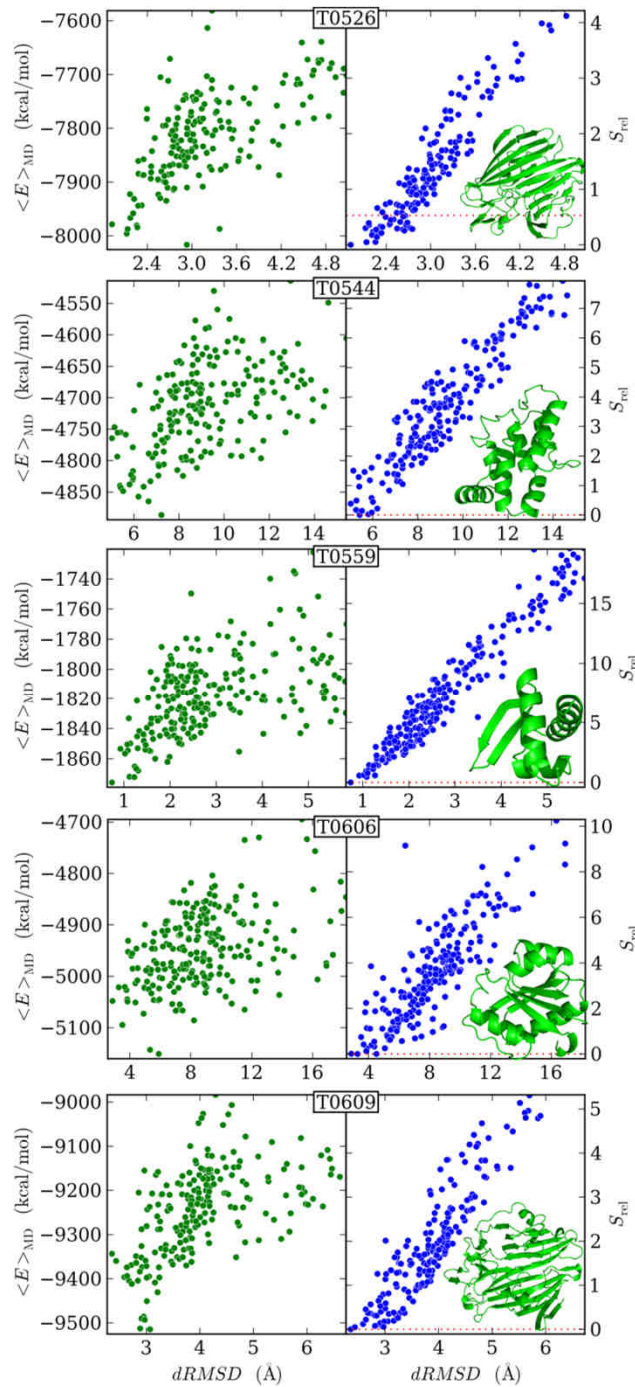 T0526
−7600
−7700
−7800
−7900
−8000
<E>MD (kcal/mol)
2.4 3.0 3.6 4.2 4.8
4
3
2
1
0
Srel
2.4 3.0 3.6 4.2 4.8
T0544
−4550
−4600
−4650
−4700
−4750
−4800
−4850
<E>MD (kcal/mol)
6 8 10 12 14
7
6
5
4
3
2
1
0
Srel
6 8 10 12 14
T0559
−1740
−1760
−1780
−1800
−1820
−1840
−1860
<E>MD (kcal/mol)
1 2 3 4 5
15
10
5
0
Srel
1 2 3 4 5
T0606
−4700
−4800
−4900
−5000
−5100
<E>MD (kcal/mol)
4 8 12 16
10
8
6
4
2
0
Srel
4 8 12 16
T0609
−9000
−9100
−9200
−9300
−9400
−9500
<E>MD (kcal/mol)
3 4 5 6
5
4
3
2
1
0
Srel
3 4 5 6
dRMSD (Å) dRMSD (Å)